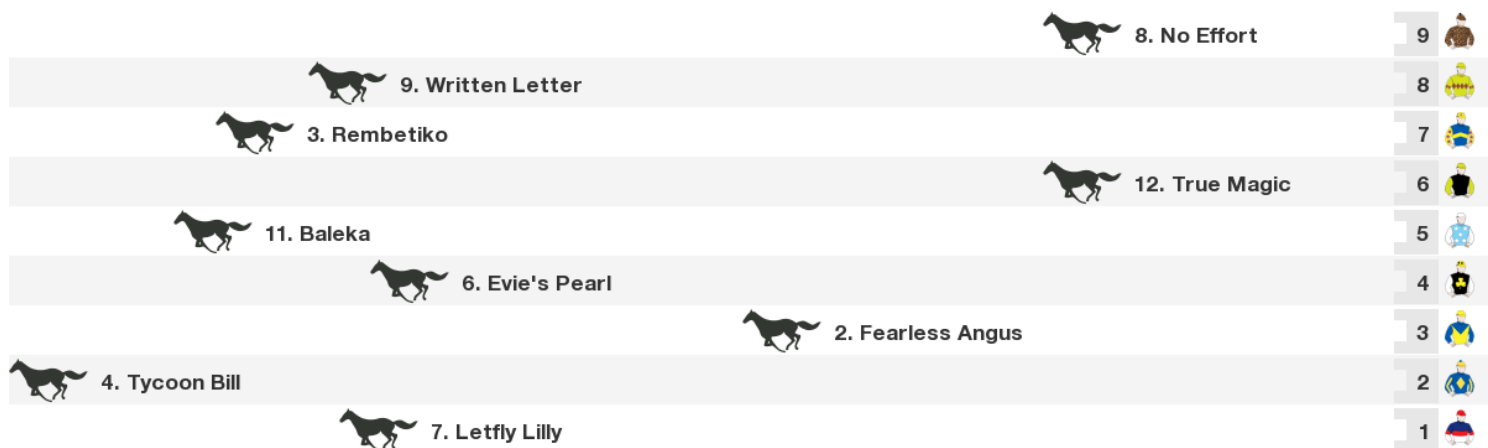 8. No Effort 9
9. Written Letter 8
3. Rembetiko 7
12. True Magic 6
11. Baleka 5
6. Evie's Pearl 4
2. Fearless Angus 3
4. Tycoon Bill 2
7. Letfly Lilly 1